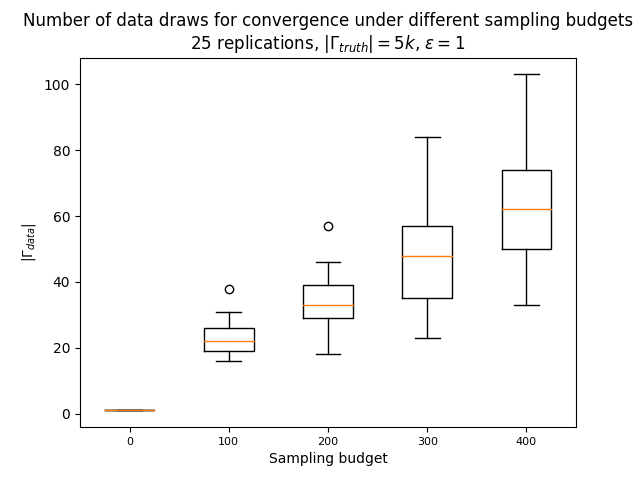 Number of data draws for convergence under different sampling budgets
25 replications, |Γ_truth| = 5k, ε = 1
100
80
60
40
20
0
|Γ_data|
0 100 200 300 400
Sampling budget